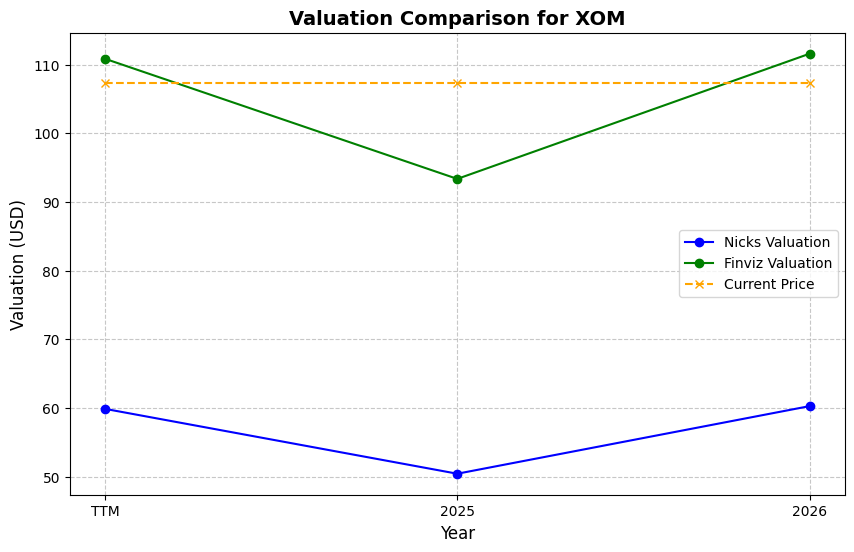 Valuation Comparison for XOM
Valuation (USD)
110
100
90
80
70
60
50
Nicks Valuation
Finviz Valuation
Current Price
TTM
2025
2026
Year